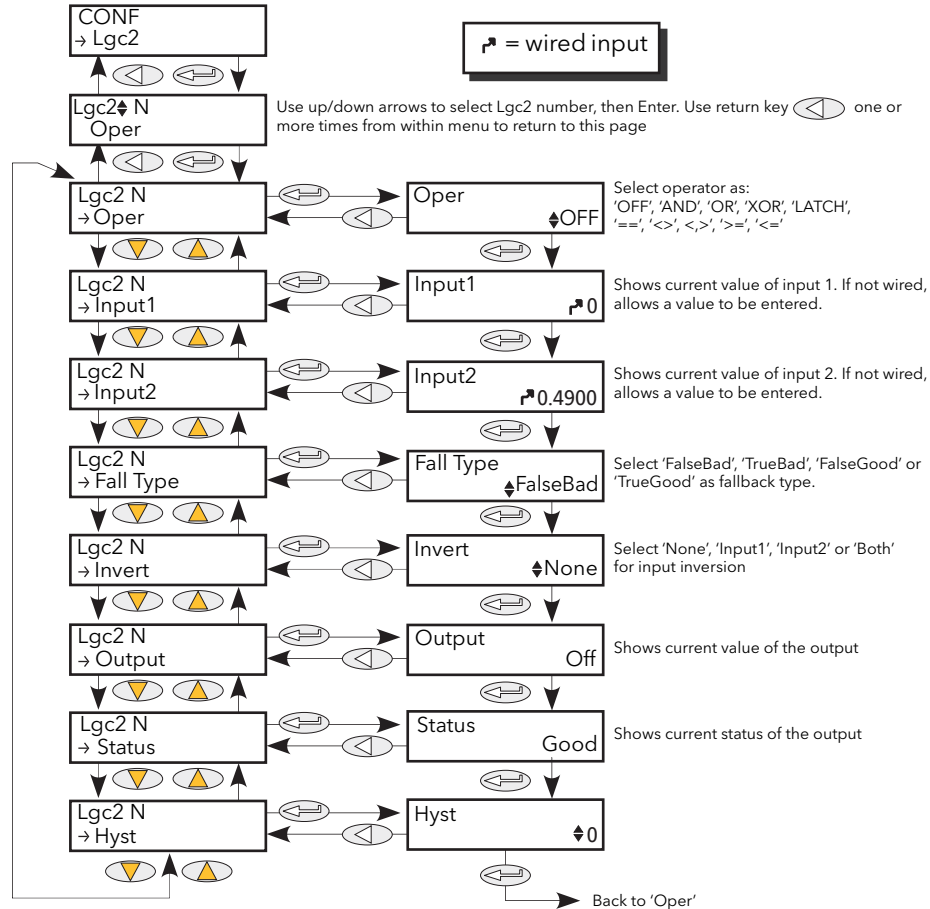 CONF
→ Lgc2
= wired input
Lgc2 N
Oper
Use up/down arrows to select Lgc2 number, then Enter. Use return key one or
more times from within menu to return to this page
Lgc2 N
→ Oper
Oper
OFF
Select operator as:
'OFF', 'AND', 'OR', 'XOR', 'LATCH',
'==', '<>', <,>', '>=', '<='
Lgc2 N
→ Input1
Input1
0
Shows current value of input 1. If not wired,
allows a value to be entered.
Lgc2 N
→ Input2
Input2
0.4900
Shows current value of input 2. If not wired,
allows a value to be entered.
Lgc2 N
→ Fall Type
Fall Type
FalseBad
Select 'FalseBad', 'TrueBad', 'FalseGood' or
'TrueGood' as fallback type.
Lgc2 N
→ Invert
Invert
None
Select 'None', 'Input1', 'Input2' or 'Both'
for input inversion
Lgc2 N
→ Output
Output
Off
Shows current value of the output
Lgc2 N
→ Status
Status
Good
Shows current status of the output
Lgc2 N
→ Hyst
Hyst
0
Back to 'Oper'